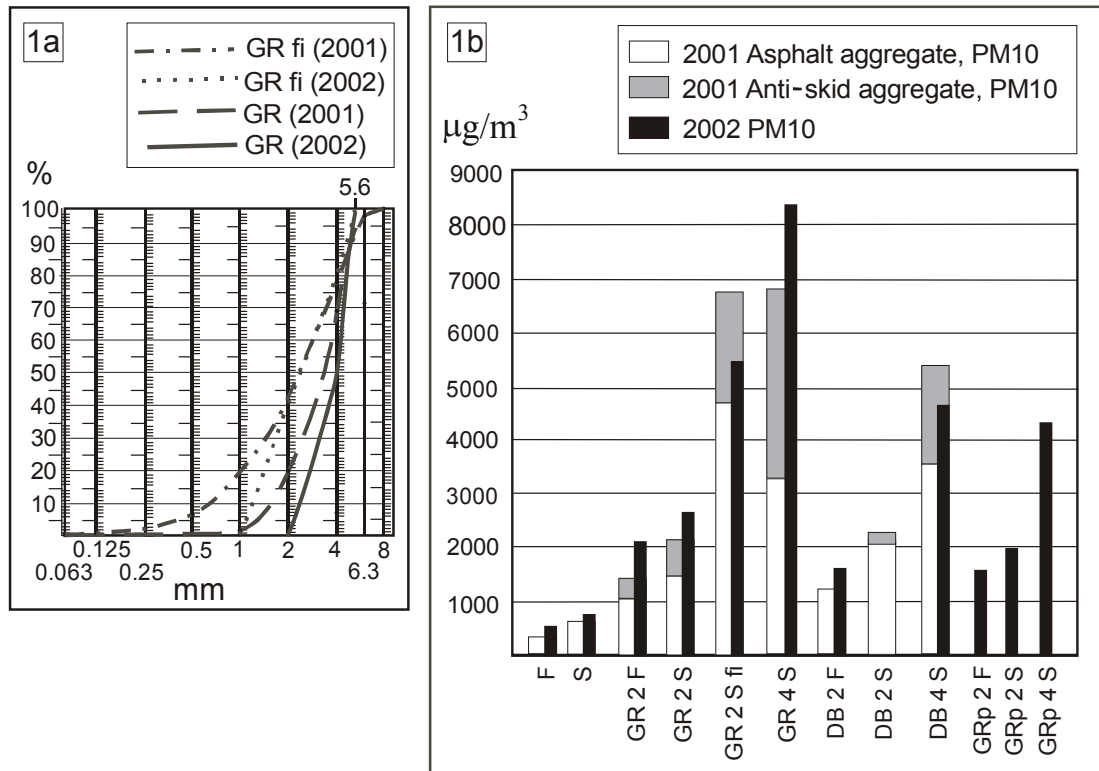 1a
GR fi (2001)
GR fi (2002)
GR (2001)
GR (2002)
%
5.6
100
90
80
70
60
50
40
30
20
10
0.125 0.5 1 2 4 8
0.063 0.25 6.3
mm
1b
2001 Asphalt aggregate, PM10
2001 Anti-skid aggregate, PM10
2002 PM10
µg/m³
9000
8000
7000
6000
5000
4000
3000
2000
1000
F
S
GR 2 F
GR 2 S
GR 2 S fi
GR 4 S
DB 2 F
DB 2 S
DB 4 S
GRp 2 F
GRp 2 S
GRp 4 S